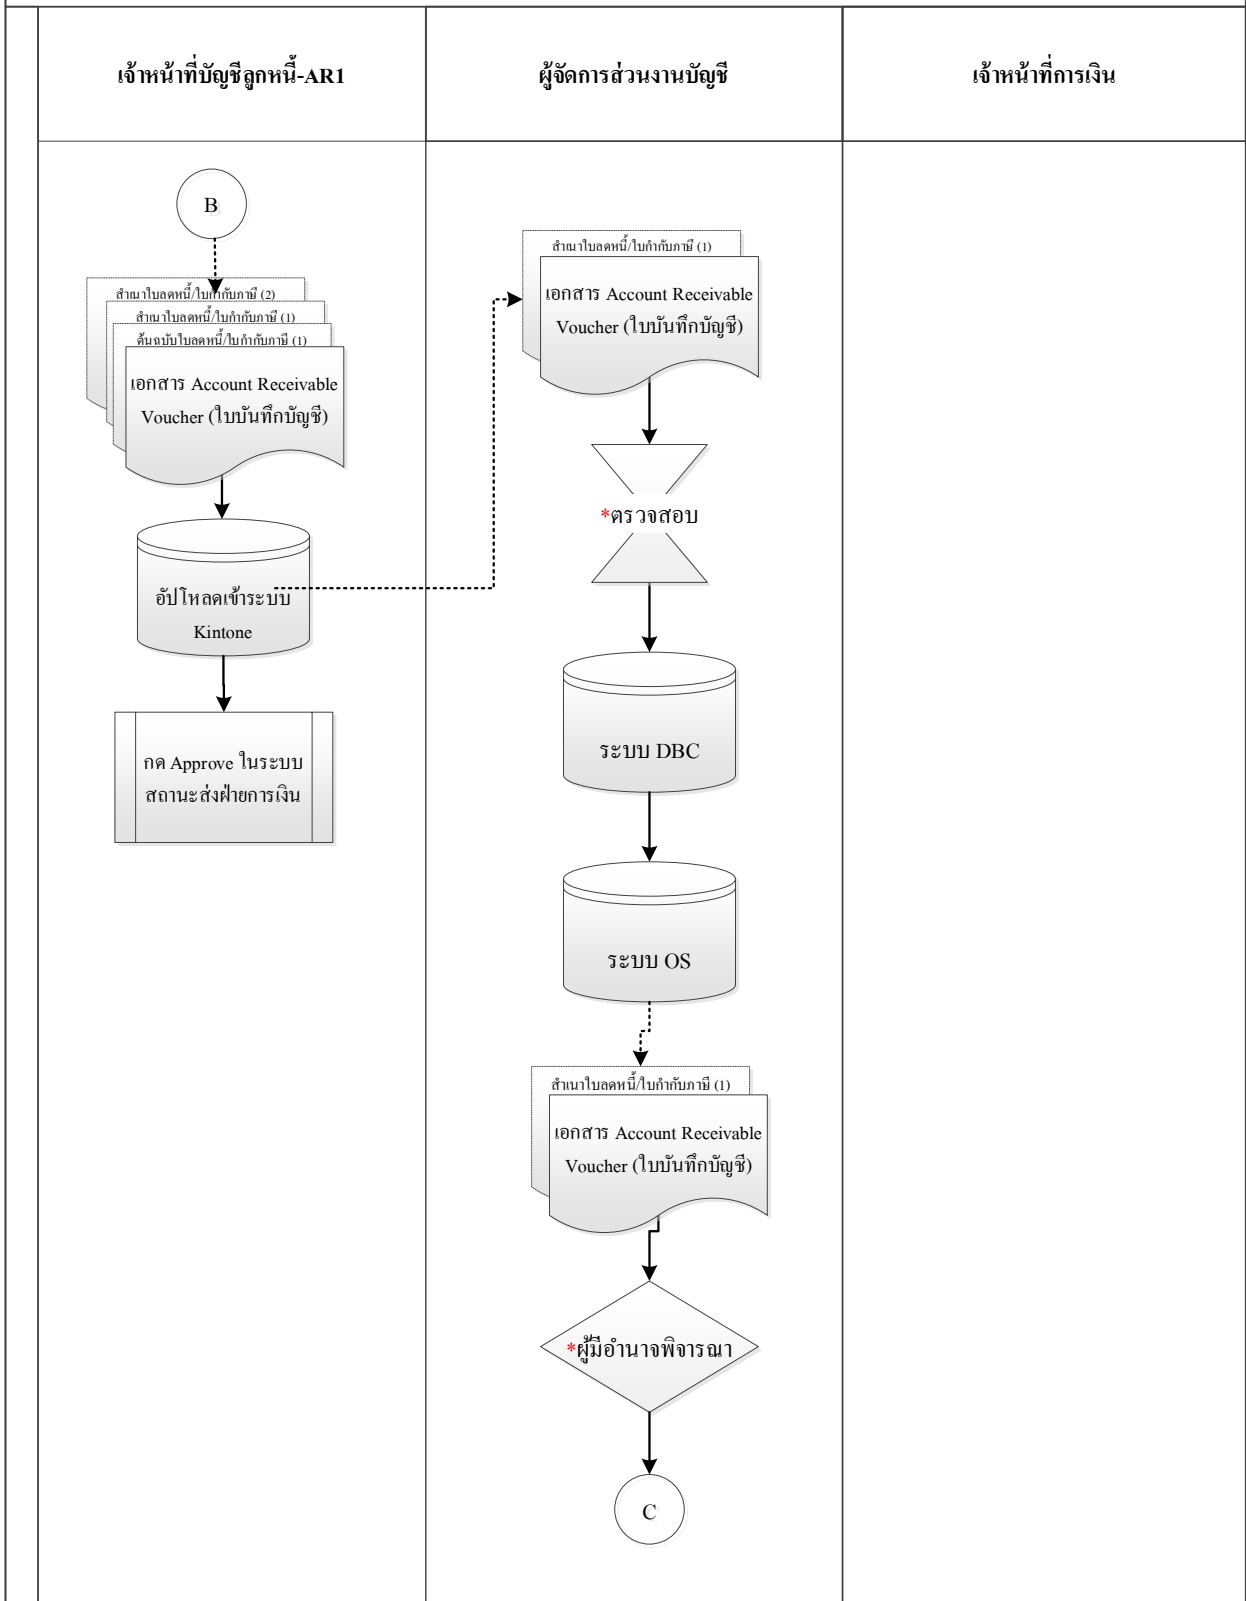 เจ้าหน้าที่บัญชีลูกหนี้-AR1
ผู้จัดการส่วนงานบัญชี
เจ้าหน้าที่การเงิน
B
สำเนาใบลดหนี้/ใบกำกับภาษี (2)
สำเนาใบลดหนี้/ใบกำกับภาษี (1)
ต้นฉบับใบลดหนี้/ใบกำกับภาษี (1)
เอกสาร Account Receivable
Voucher (ใบบันทึกบัญชี)
อัปโหลดเข้าระบบ
Kintone
กด Approve ในระบบ
สถานะส่งฝ่ายการเงิน
สำเนาใบลดหนี้/ใบกำกับภาษี (1)
เอกสาร Account Receivable
Voucher (ใบบันทึกบัญชี)
*ตรวจสอบ
ระบบ DBC
ระบบ OS
สำเนาใบลดหนี้/ใบกำกับภาษี (1)
เอกสาร Account Receivable
Voucher (ใบบันทึกบัญชี)
*ผู้มีอำนาจพิจารณา
C